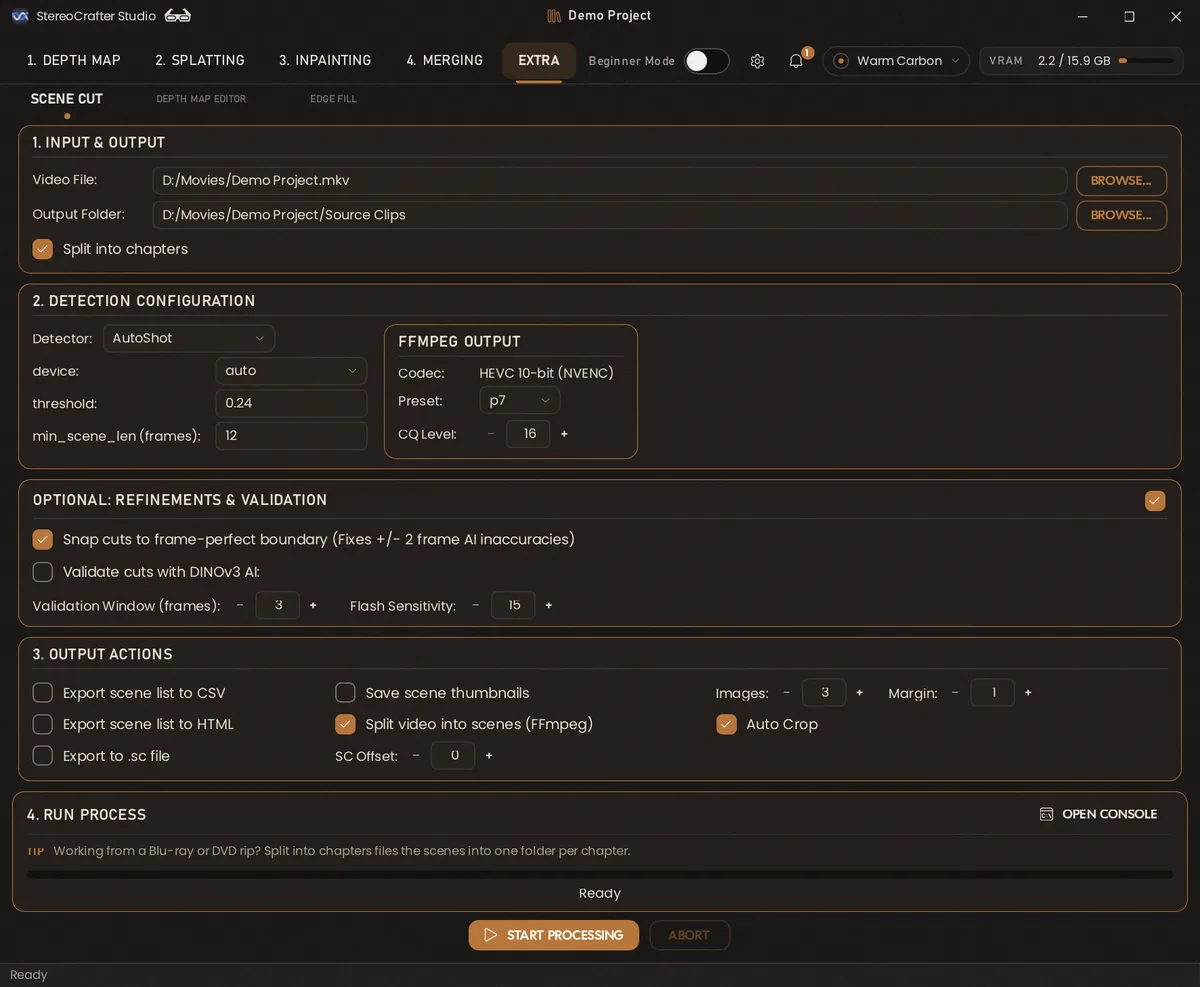 StereoCrafter Studio
Demo Project
1. DEPTH MAP 2. SPLATTING 3. INPAINTING 4. MERGING EXTRA Beginner Mode 1 Warm Carbon VRAM 2.2 / 15.9 GB
SCENE CUT DEPTH MAP EDITOR EDGE FILL
1. INPUT & OUTPUT
Video File: D:/Movies/Demo Project.mkv BROWSE...
Output Folder: D:/Movies/Demo Project/Source Clips BROWSE...
Split into chapters
2. DETECTION CONFIGURATION
Detector: AutoShot
device: auto
threshold: 0.24
min_scene_len (frames): 12
FFMPEG OUTPUT
Codec: HEVC 10-bit (NVENC)
Preset: p7
CQ Level: − 16 +
OPTIONAL: REFINEMENTS & VALIDATION
Snap cuts to frame-perfect boundary (Fixes +/- 2 frame AI inaccuracies)
Validate cuts with DINOv3 AI:
Validation Window (frames): − 3 + Flash Sensitivity: − 15 +
3. OUTPUT ACTIONS
Export scene list to CSV Save scene thumbnails Images: − 3 + Margin: − 1 +
Export scene list to HTML Split video into scenes (FFmpeg) Auto Crop
Export to .sc file SC Offset: − 0 +
4. RUN PROCESS OPEN CONSOLE
TIP Working from a Blu-ray or DVD rip? Split into chapters files the scenes into one folder per chapter.
Ready
START PROCESSING ABORT
Ready